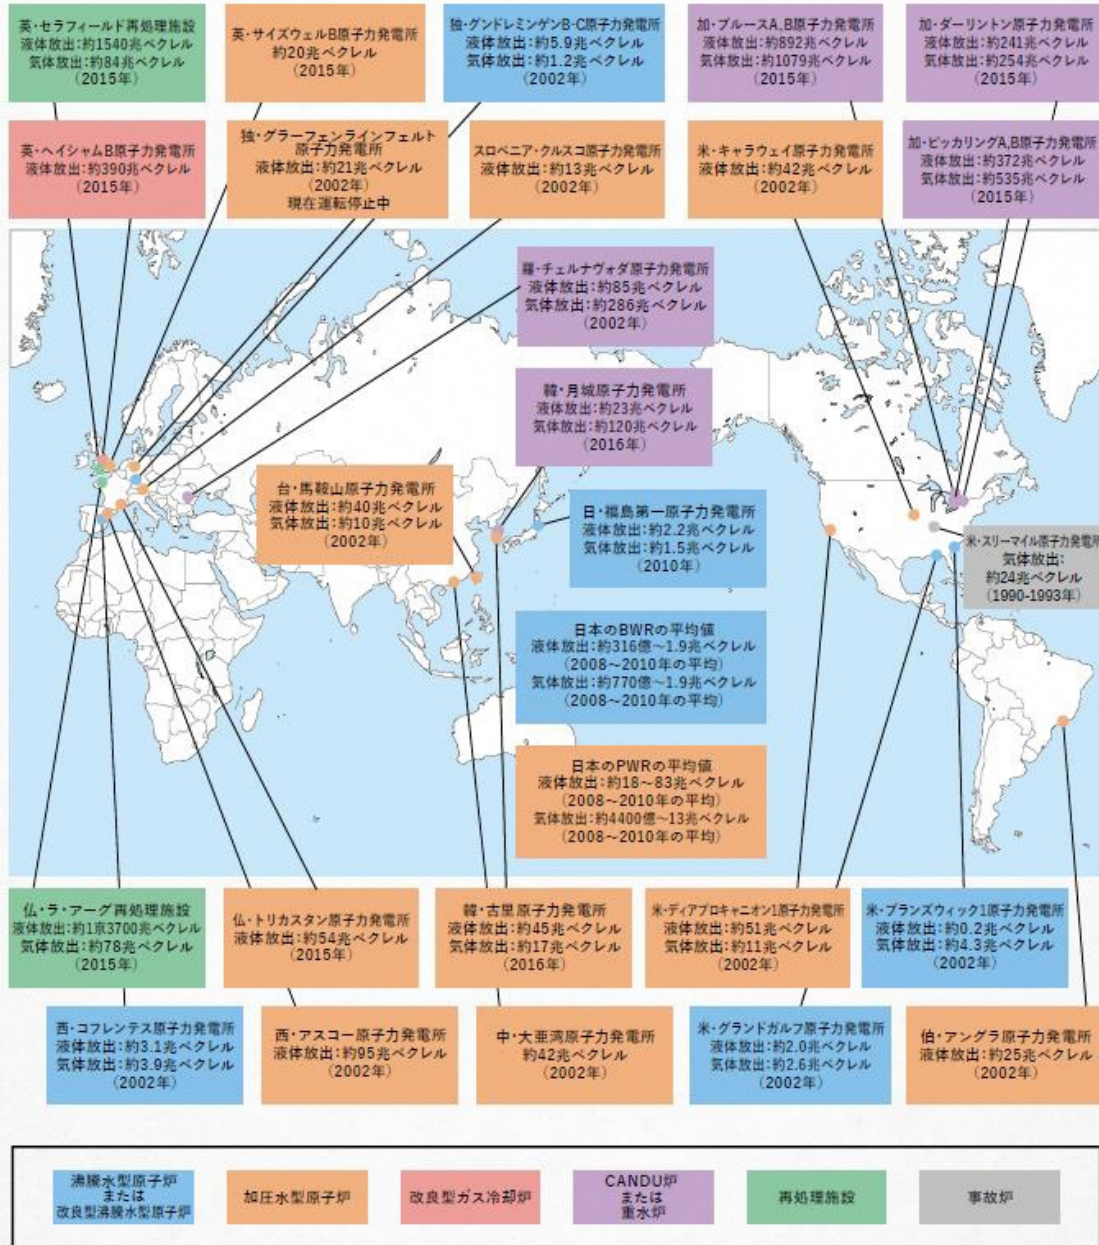 英・セラフィールド再処理施設
液体放出：約1540兆ベクレル
気体放出：約84兆ベクレル
（2015年）
英・サイズウェルB原子力発電所
約20兆ベクレル
（2015年）
独・グンドレミンゲンB-C原子力発電所
液体放出：約5.9兆ベクレル
気体放出：約1.2兆ベクレル
（2002年）
加・ブルースA,B原子力発電所
液体放出：約892兆ベクレル
気体放出：約1079兆ベクレル
（2015年）
加・ダーリントン原子力発電所
液体放出：約241兆ベクレル
気体放出：約254兆ベクレル
（2015年）
英・ヘイシャムB原子力発電所
液体放出：約390兆ベクレル
（2015年）
独・グラーフェンラインフェルト
原子力発電所
液体放出：約21兆ベクレル
（2002年）
現在運転停止中
スロベニア・クルスコ原子力発電所
液体放出：約13兆ベクレル
（2002年）
米・キャラウェイ原子力発電所
液体放出：約42兆ベクレル
（2002年）
加・ピッカリングA,B原子力発電所
液体放出：約372兆ベクレル
気体放出：約535兆ベクレル
（2015年）
羅・チェルナヴォダ原子力発電所
液体放出：約85兆ベクレル
気体放出：約286兆ベクレル
（2002年）
韓・月城原子力発電所
液体放出：約23兆ベクレル
気体放出：約120兆ベクレル
（2016年）
台・馬鞍山原子力発電所
液体放出：約40兆ベクレル
気体放出：約10兆ベクレル
（2002年）
日・福島第一原子力発電所
液体放出：約2.2兆ベクレル
気体放出：約1.5兆ベクレル
（2010年）
米・スリーマイル原子力発電所
気体放出：
約24兆ベクレル
（1990-1993年）
日本のBWRの平均値
液体放出：約316億～1.9兆ベクレル
（2008～2010年の平均）
気体放出：約770億～1.9兆ベクレル
（2008～2010年の平均）
日本のPWRの平均値
液体放出：約18～83兆ベクレル
（2008～2010年の平均）
気体放出：約4400億～13兆ベクレル
（2008～2010年の平均）
仏・ラ・アーグ再処理施設
液体放出：約1京3700兆ベクレル
気体放出：約78兆ベクレル
（2015年）
仏・トリカスタン原子力発電所
液体放出：約54兆ベクレル
（2015年）
韓・古里原子力発電所
液体放出：約45兆ベクレル
気体放出：約17兆ベクレル
（2016年）
米・ディアブロキャニオン1原子力発電所
液体放出：約51兆ベクレル
気体放出：約11兆ベクレル
（2002年）
米・ブランズウィック1原子力発電所
液体放出：約0.2兆ベクレル
気体放出：約4.3兆ベクレル
（2002年）
西・コフレンテス原子力発電所
液体放出：約3.1兆ベクレル
気体放出：約3.9兆ベクレル
（2002年）
西・アスコー原子力発電所
液体放出：約95兆ベクレル
（2002年）
中・大亜湾原子力発電所
約42兆ベクレル
（2002年）
米・グランドガルフ原子力発電所
液体放出：約2.0兆ベクレル
気体放出：約2.6兆ベクレル
（2002年）
伯・アングラ原子力発電所
液体放出：約25兆ベクレル
（2002年）
沸騰水型原子炉
または
改良型沸騰水型原子炉
加圧水型原子炉
改良型ガス冷却炉
CANDU炉
または
重水炉
再処理施設
事故炉